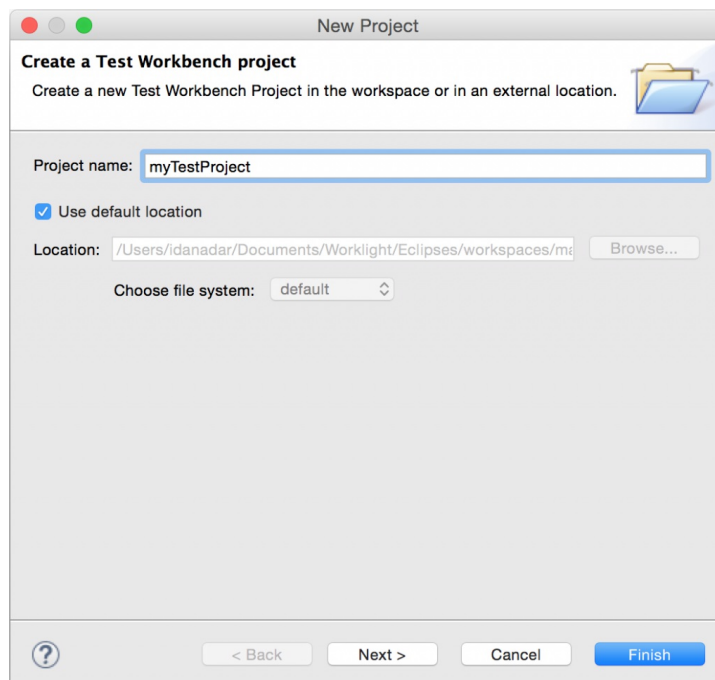 New Project
Create a Test Workbench project
Create a new Test Workbench Project in the workspace or in an external location.
Project name: myTestProject
Use default location
Location: /Users/idanadar/Documents/Worklight/Eclipses/workspaces/ma Browse...
Choose file system: default
?
< Back Next > Cancel Finish